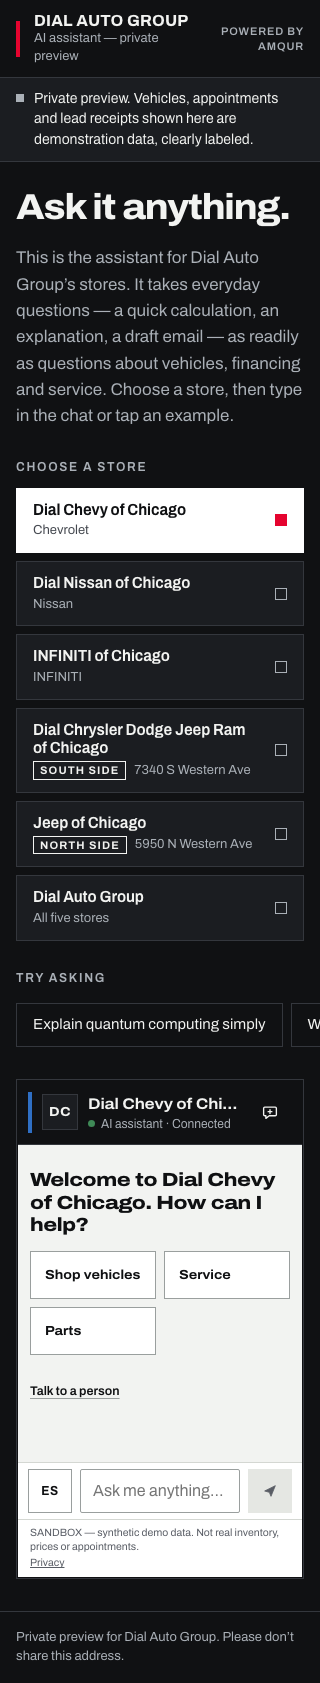 DIAL AUTO GROUP
AI assistant — private
preview
POWERED BY
AMQUR
Private preview. Vehicles, appointments
and lead receipts shown here are
demonstration data, clearly labeled.
Ask it anything.
This is the assistant for Dial Auto
Group’s stores. It takes everyday
questions — a quick calculation, an
explanation, a draft email — as readily
as questions about vehicles, financing
and service. Choose a store, then type
in the chat or tap an example.
CHOOSE A STORE
Dial Chevy of Chicago
Chevrolet
Dial Nissan of Chicago
Nissan
INFINITI of Chicago
INFINITI
Dial Chrysler Dodge Jeep Ram
of Chicago
SOUTH SIDE 7340 S Western Ave
Jeep of Chicago
NORTH SIDE 5950 N Western Ave
Dial Auto Group
All five stores
TRY ASKING
Explain quantum computing simply
W
DC
Dial Chevy of Chi...
AI assistant · Connected
Welcome to Dial Chevy
of Chicago. How can I
help?
Shop vehicles
Service
Parts
Talk to a person
ES
Ask me anything...
SANDBOX — synthetic demo data. Not real inventory,
prices or appointments.
Privacy
Private preview for Dial Auto Group. Please don’t
share this address.